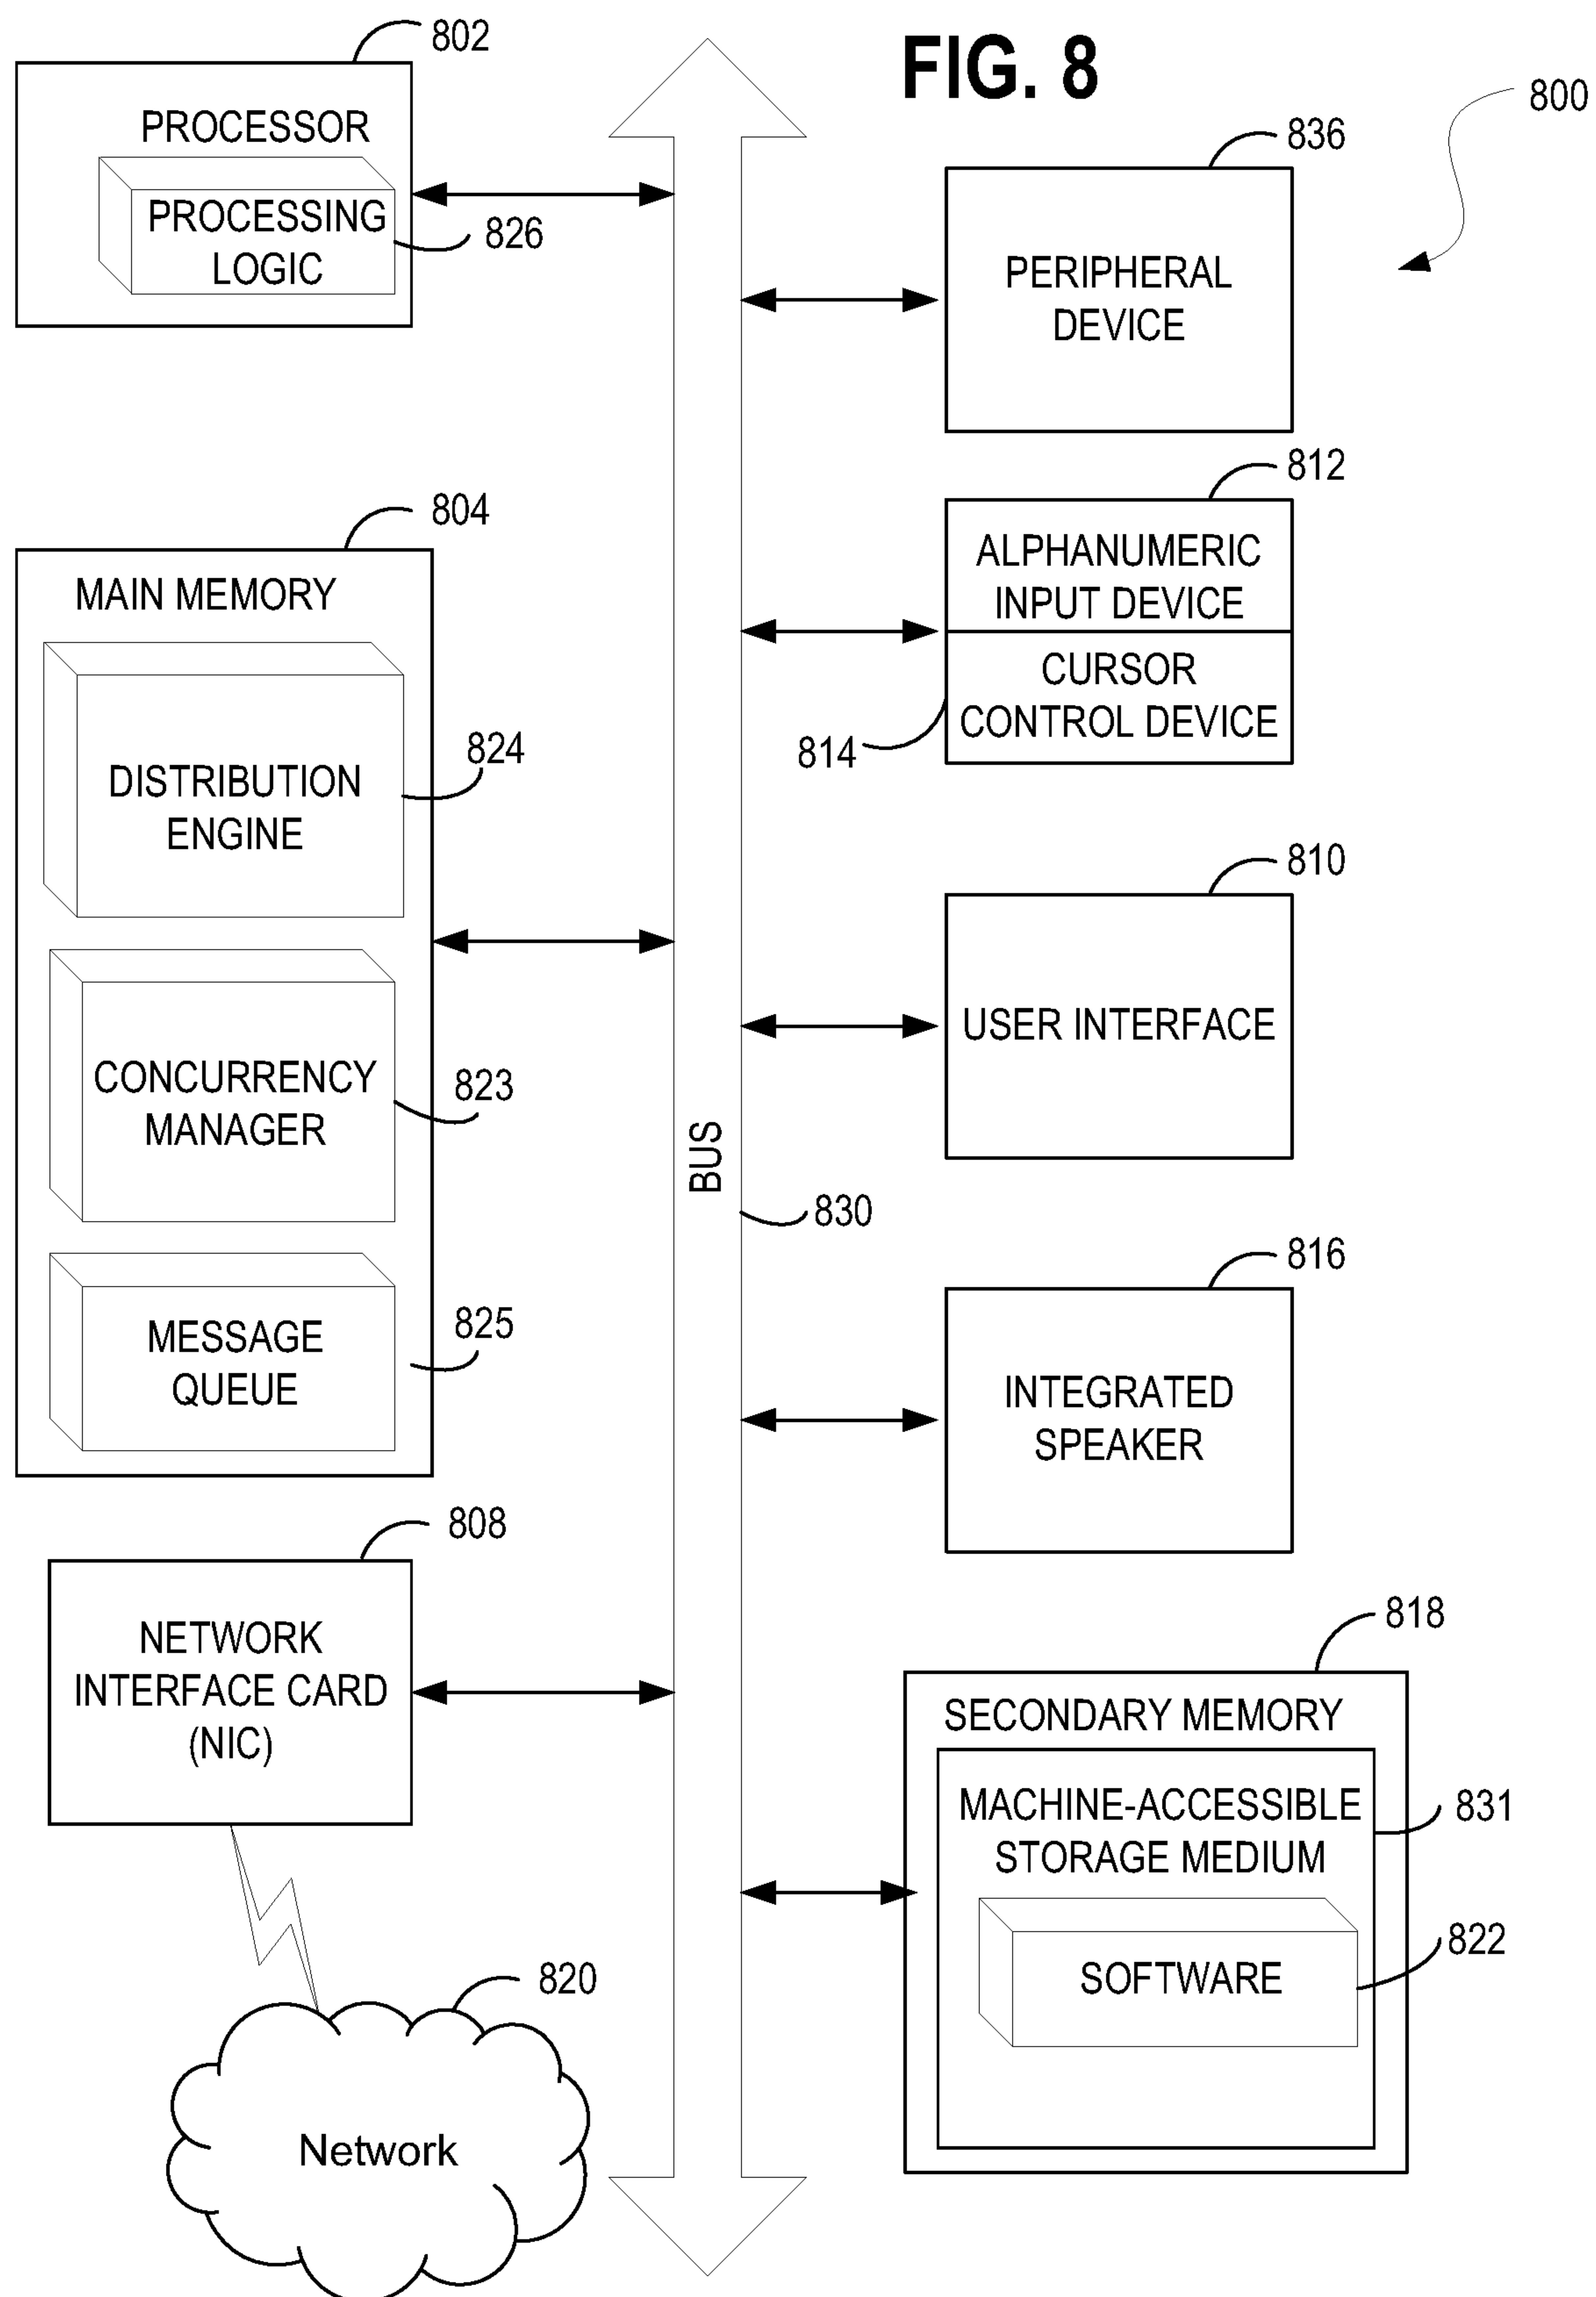 FIG. 8
800
802
PROCESSOR
PROCESSING
LOGIC
826
836
PERIPHERAL
DEVICE
804
MAIN MEMORY
DISTRIBUTION
ENGINE
824
CONCURRENCY
MANAGER
823
MESSAGE
QUEUE
825
812
ALPHANUMERIC
INPUT DEVICE
CURSOR
CONTROL DEVICE
814
810
USER INTERFACE
BUS
830
816
INTEGRATED
SPEAKER
808
NETWORK
INTERFACE CARD
(NIC)
818
SECONDARY MEMORY
MACHINE-ACCESSIBLE
STORAGE MEDIUM
831
SOFTWARE
822
820
Network